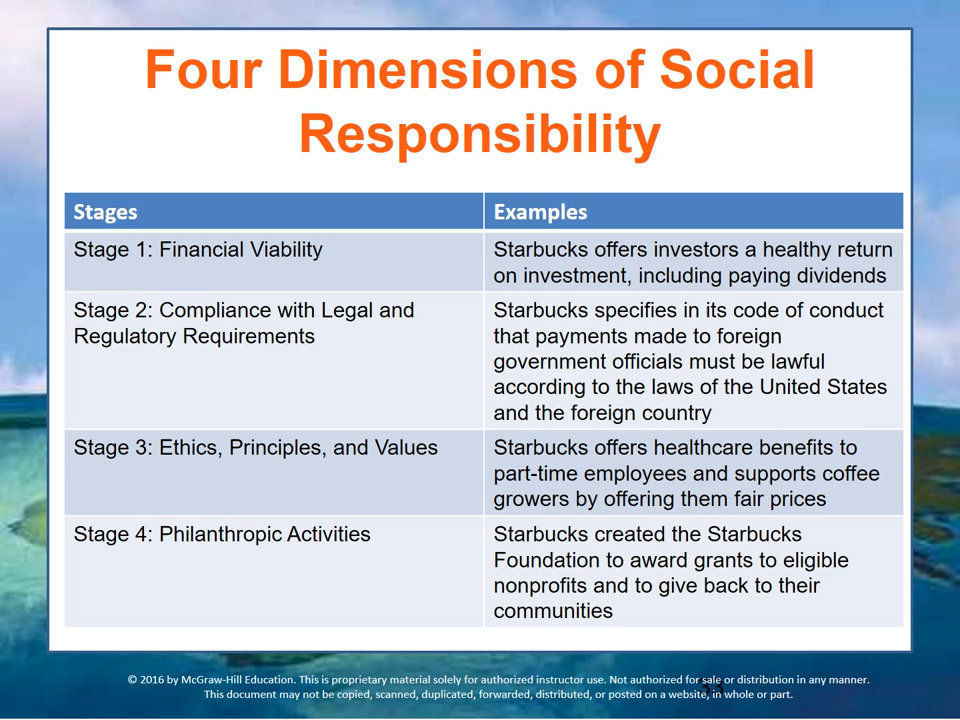 Four Dimensions of Social
Responsibility
Stages
Examples
Stage 1: Financial Viability
Starbucks offers investors a healthy return
on investment, including paying dividends
Stage 2: Compliance with Legal and
Regulatory Requirements
Starbucks specifies in its code of conduct
that payments made to foreign
government officials must be lawful
according to the laws of the United States
and the foreign country
Stage 3: Ethics, Principles, and Values
Starbucks offers healthcare benefits to
part-time employees and supports coffee
growers by offering them fair prices
Stage 4: Philanthropic Activities
Starbucks created the Starbucks
Foundation to award grants to eligible
nonprofits and to give back to their
communities
© 2016 by McGraw-Hill Education. This is proprietary material solely for authorized instructor use. Not authorized for sale or distribution in any manner.
This document may not be copied, scanned, duplicated, forwarded, distributed, or posted on a website, in whole or part.